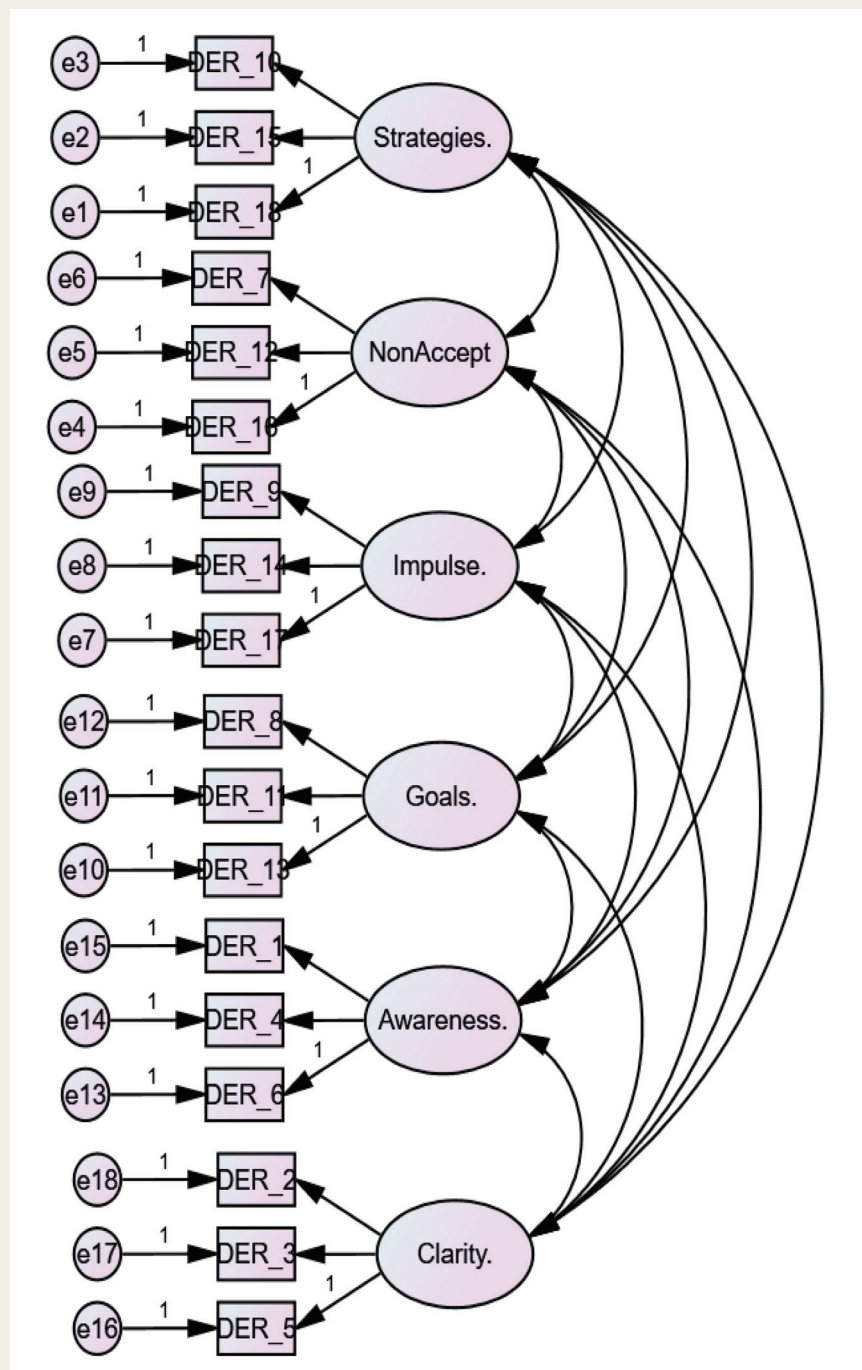 1
e3 DER_10
1
e2 DER_15 Strategies.
1 1
e1 DER_18
1
e6 DER_7
1
e5 DER_12 NonAccept
1 1
e4 DER_16
1
e9 DER_9
1
e8 DER_14 Impulse.
1 1
e7 DER_17
1
e12 DER_8
1
e11 DER_11 Goals.
1 1
e10 DER_13
1
e15 DER_1
1
e14 DER_4 Awareness.
1 1
e13 DER_6
1
e18 DER_2
1
e17 DER_3 Clarity.
1 1
e16 DER_5